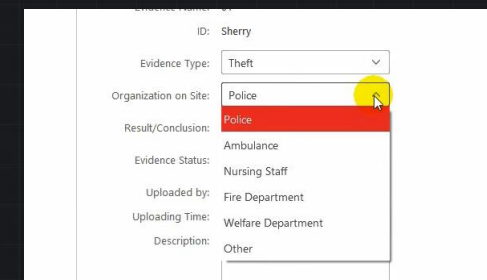 ID: Sherry
Evidence Type: Theft
Organization on Site: Police
Police
Result/Conclusion:
Ambulance
Evidence Status:
Nursing Staff
Uploaded by:
Fire Department
Uploading Time:
Welfare Department
Description:
Other